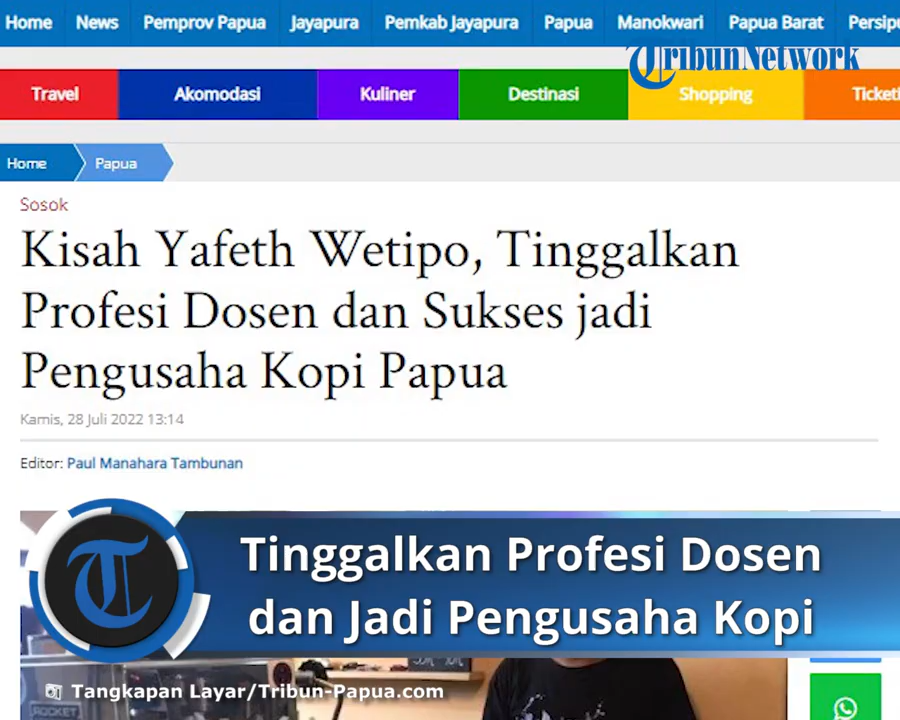 Home News Pemprov Papua Jayapura Pemkab Jayapura Papua Manokwari Papua Barat
TribunNetwork
Travel Akomodasi Kuliner Destinasi Shopping
Home Papua
Sosok
Kisah Yafeth Wetipo, Tinggalkan
Profesi Dosen dan Sukses jadi
Pengusaha Kopi Papua
Kamis, 28 Juli 2022 13:14
Editor: Paul Manahara Tambunan
Tinggalkan Profesi Dosen
dan Jadi Pengusaha Kopi
Tangkapan Layar/Tribun-Papua.com
ROCKET